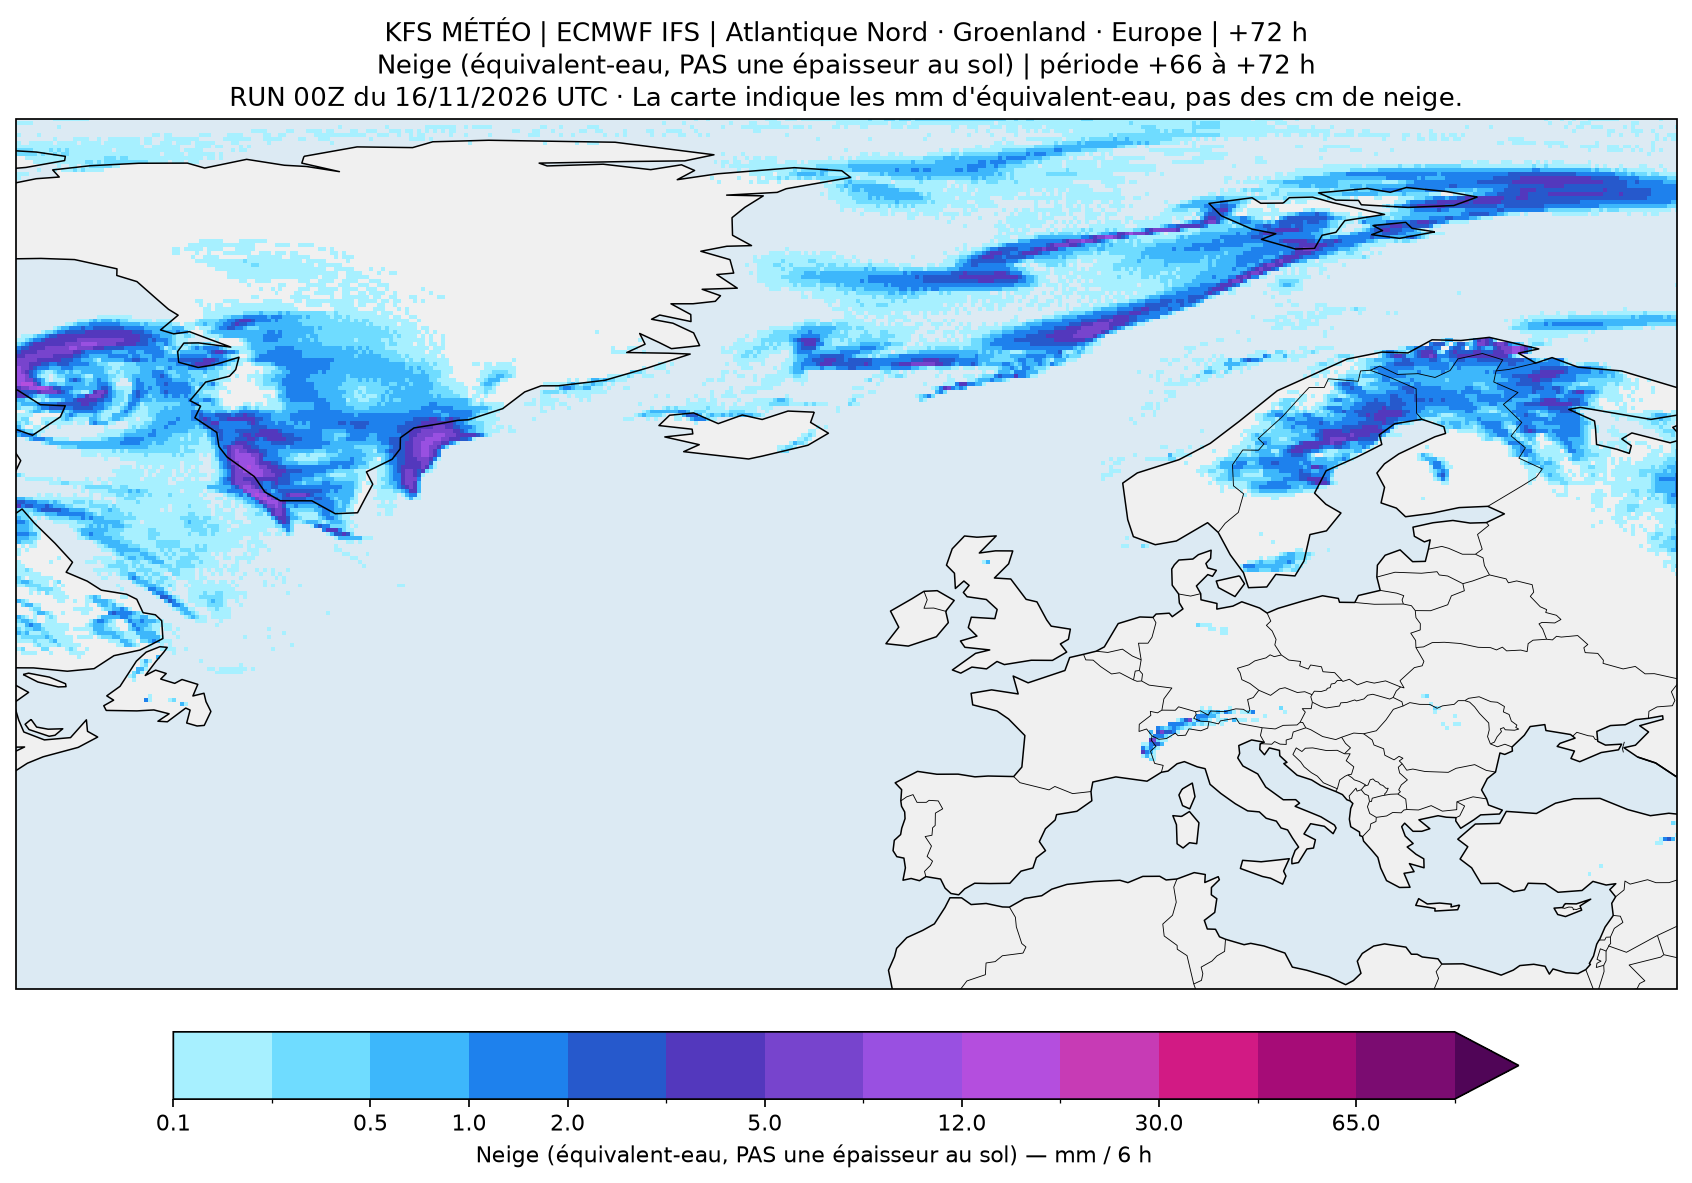 KFS MÉTÉO | ECMWF IFS | Atlantique Nord · Groenland · Europe | +72 h
Neige (équivalent-eau, PAS une épaisseur au sol) | période +66 à +72 h
RUN 00Z du 16/11/2026 UTC · La carte indique les mm d'équivalent-eau, pas des cm de neige.
0.1 0.5 1.0 2.0 5.0 12.0 30.0 65.0
Neige (équivalent-eau, PAS une épaisseur au sol) — mm / 6 h